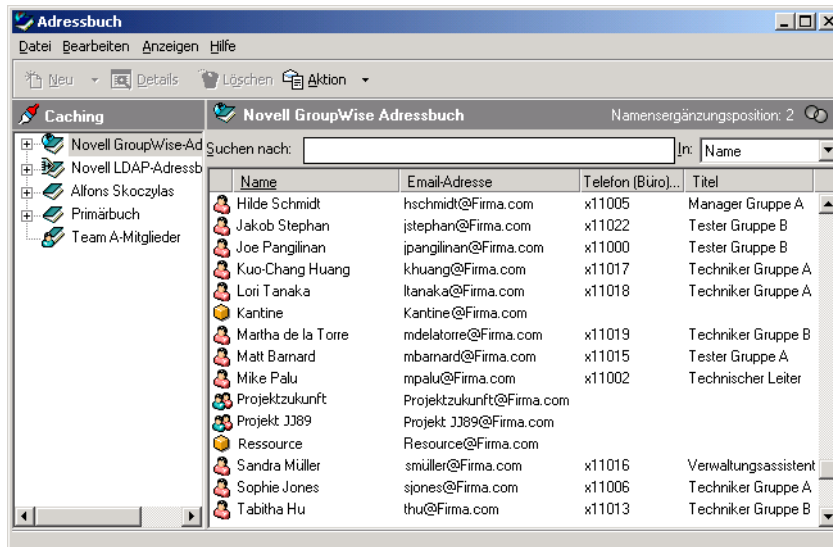 Adressbuch
Datei Bearbeiten Anzeigen Hilfe
Neu Details Löschen Aktion
Caching
Novell GroupWise-Ad
Novell LDAP-Adressb
Alfons Skoczylas
Primärbuch
Team A-Mitglieder
Novell GroupWise Adressbuch Namensergänzungsposition: 2
Suchen nach: In: Name
Name Email-Adresse Telefon (Büro)... Titel
Hilde Schmidt hschmidt@Firma.com x11005 Manager Gruppe A
Jakob Stephan jstephan@Firma.com x11022 Tester Gruppe B
Joe Pangilinan jpangilinan@Firma.com x11000 Tester Gruppe B
Kuo-Chang Huang khuang@Firma.com x11017 Techniker Gruppe A
Lori Tanaka ltanaka@Firma.com x11018 Techniker Gruppe A
Kantine Kantine@Firma.com
Martha de la Torre mdelatorre@Firma.com x11019 Techniker Gruppe B
Matt Barnard mbarnard@Firma.com x11015 Tester Gruppe A
Mike Palu mpalu@Firma.com x11002 Technischer Leiter
Projektzukunft Projektzukunft@Firma.com
Projekt JJ89 Projekt JJ89@Firma.com
Ressource Resource@Firma.com
Sandra Müller smüller@Firma.com x11016 Verwaltungsassistent
Sophie Jones sjones@Firma.com x11006 Techniker Gruppe A
Tabitha Hu thu@Firma.com x11013 Techniker Gruppe B